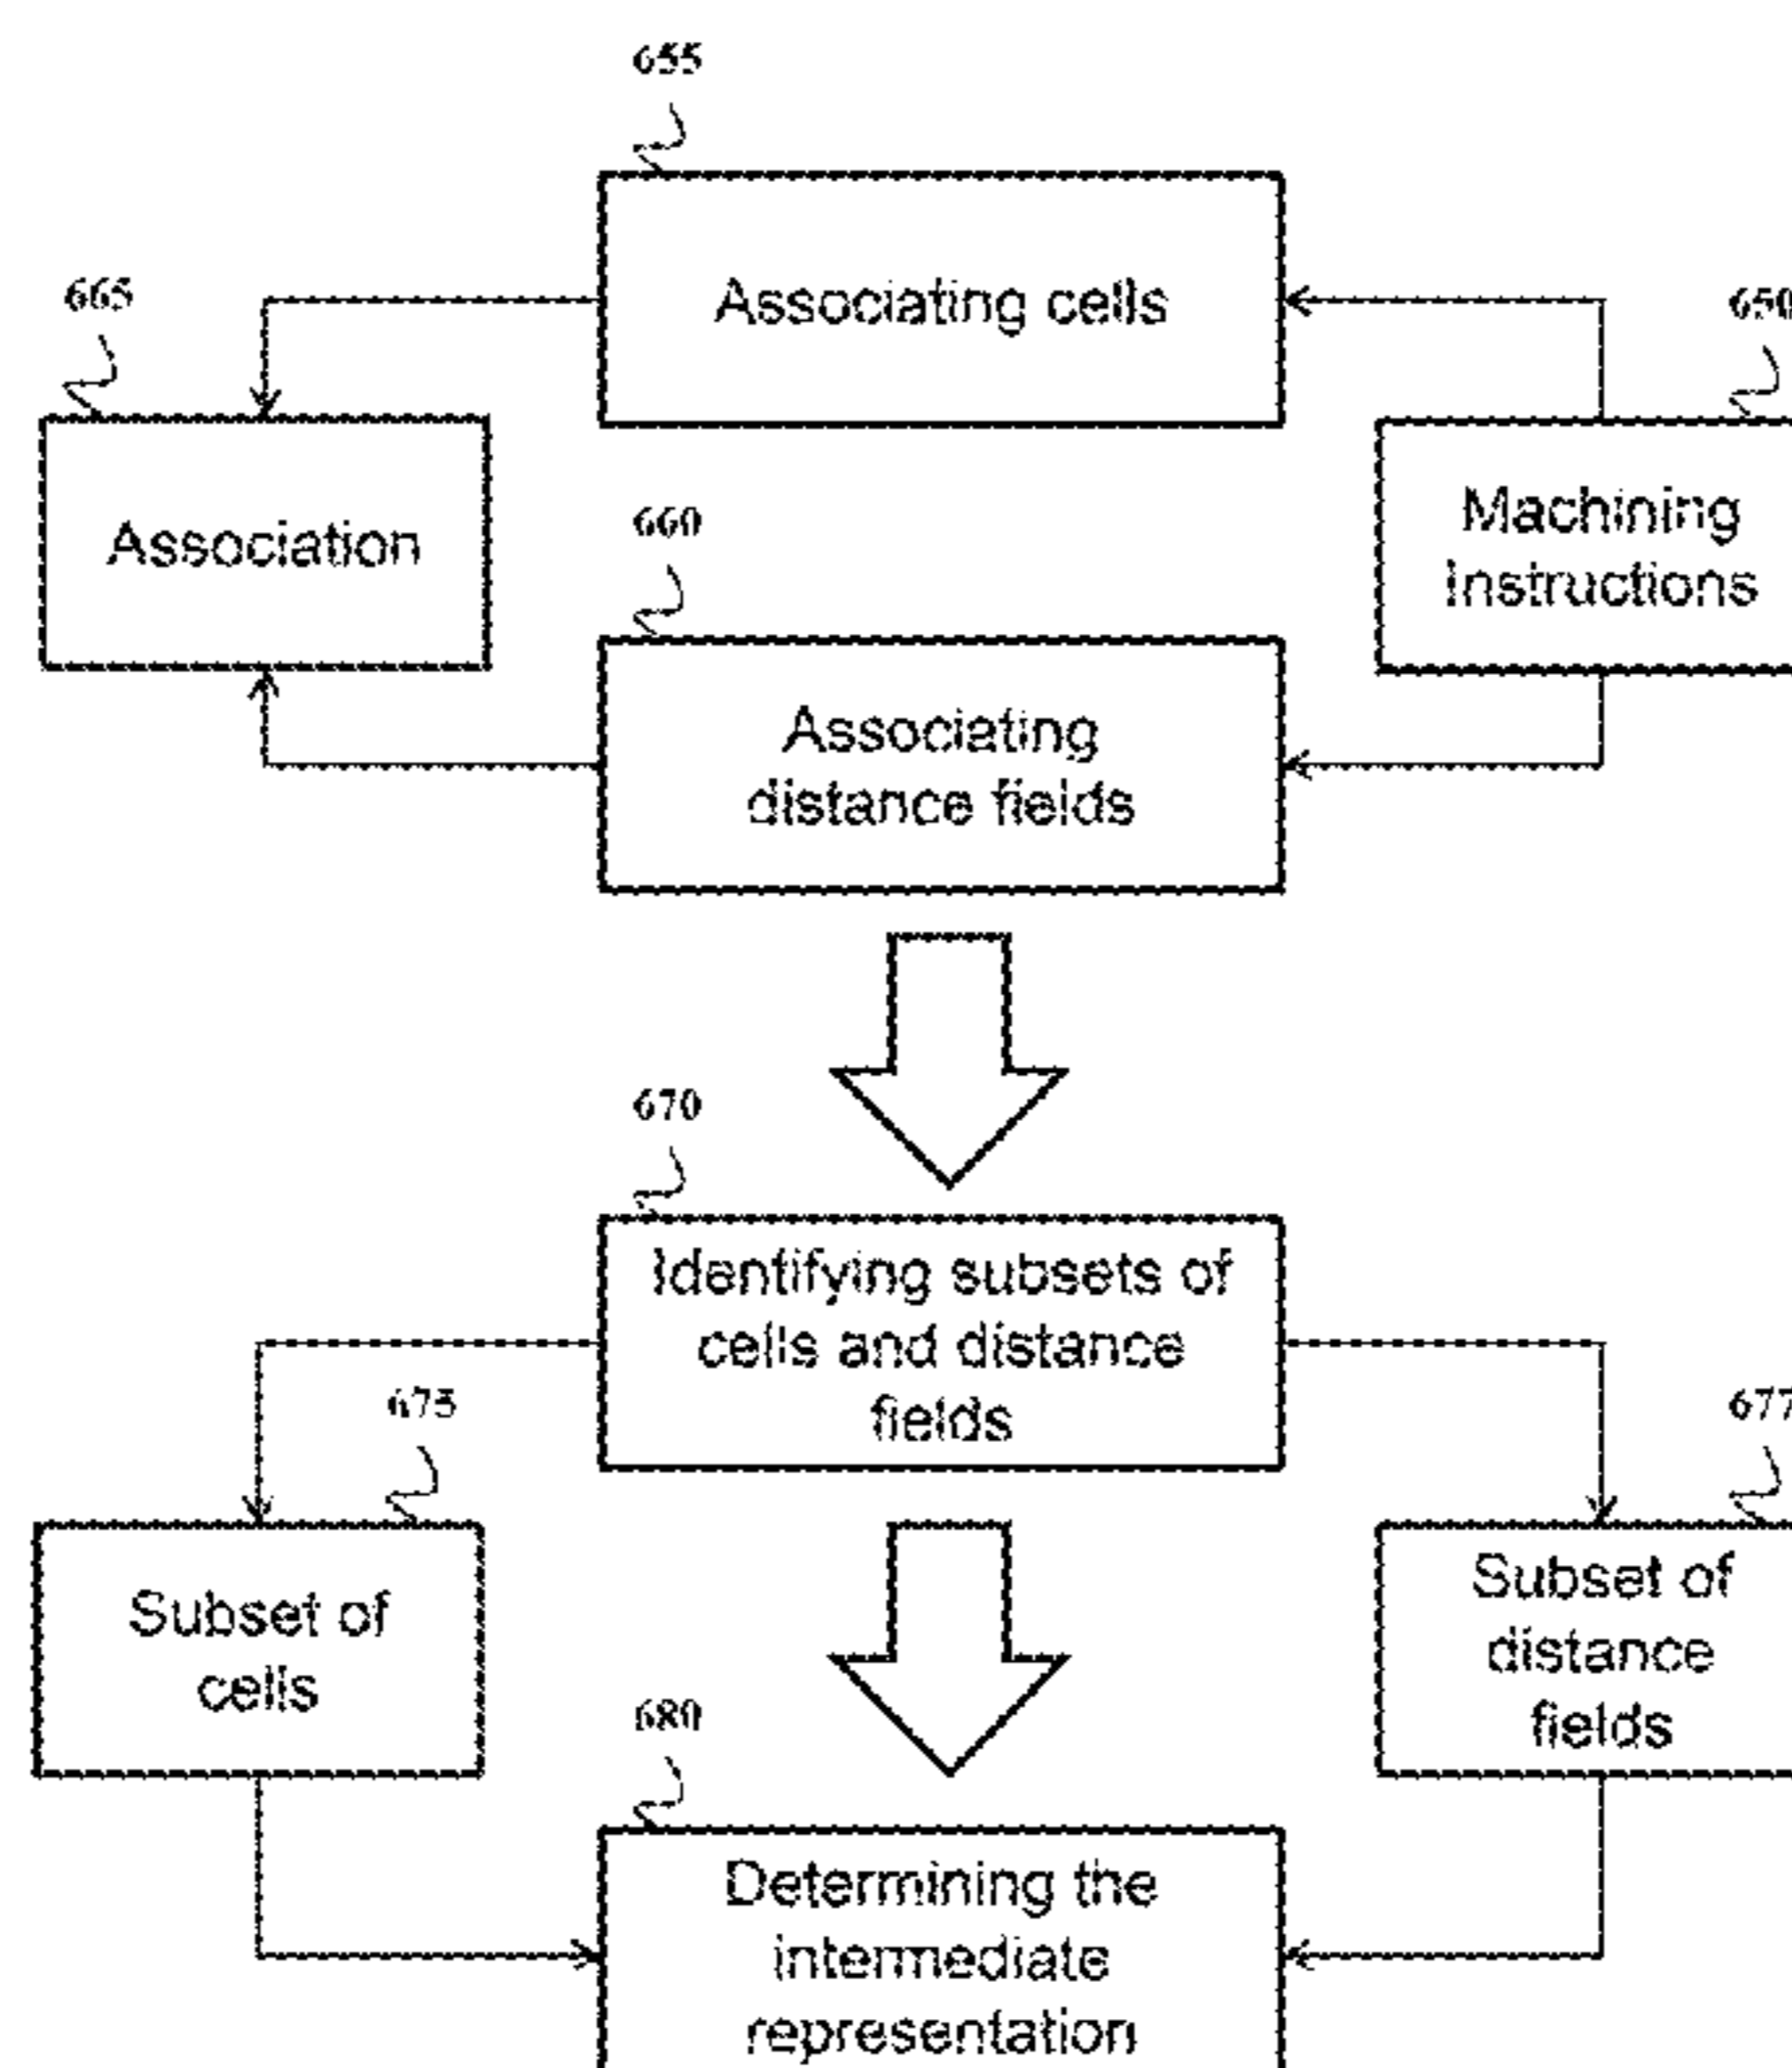 655
Associating cells
665
650
Association
Machining
Instructions
660
Associating
distance fields
670
Identifying subsets of
cells and distance
fields
675
677
Subset of
cells
Subset of
distance
fields
680
Determining the
intermediate
representation